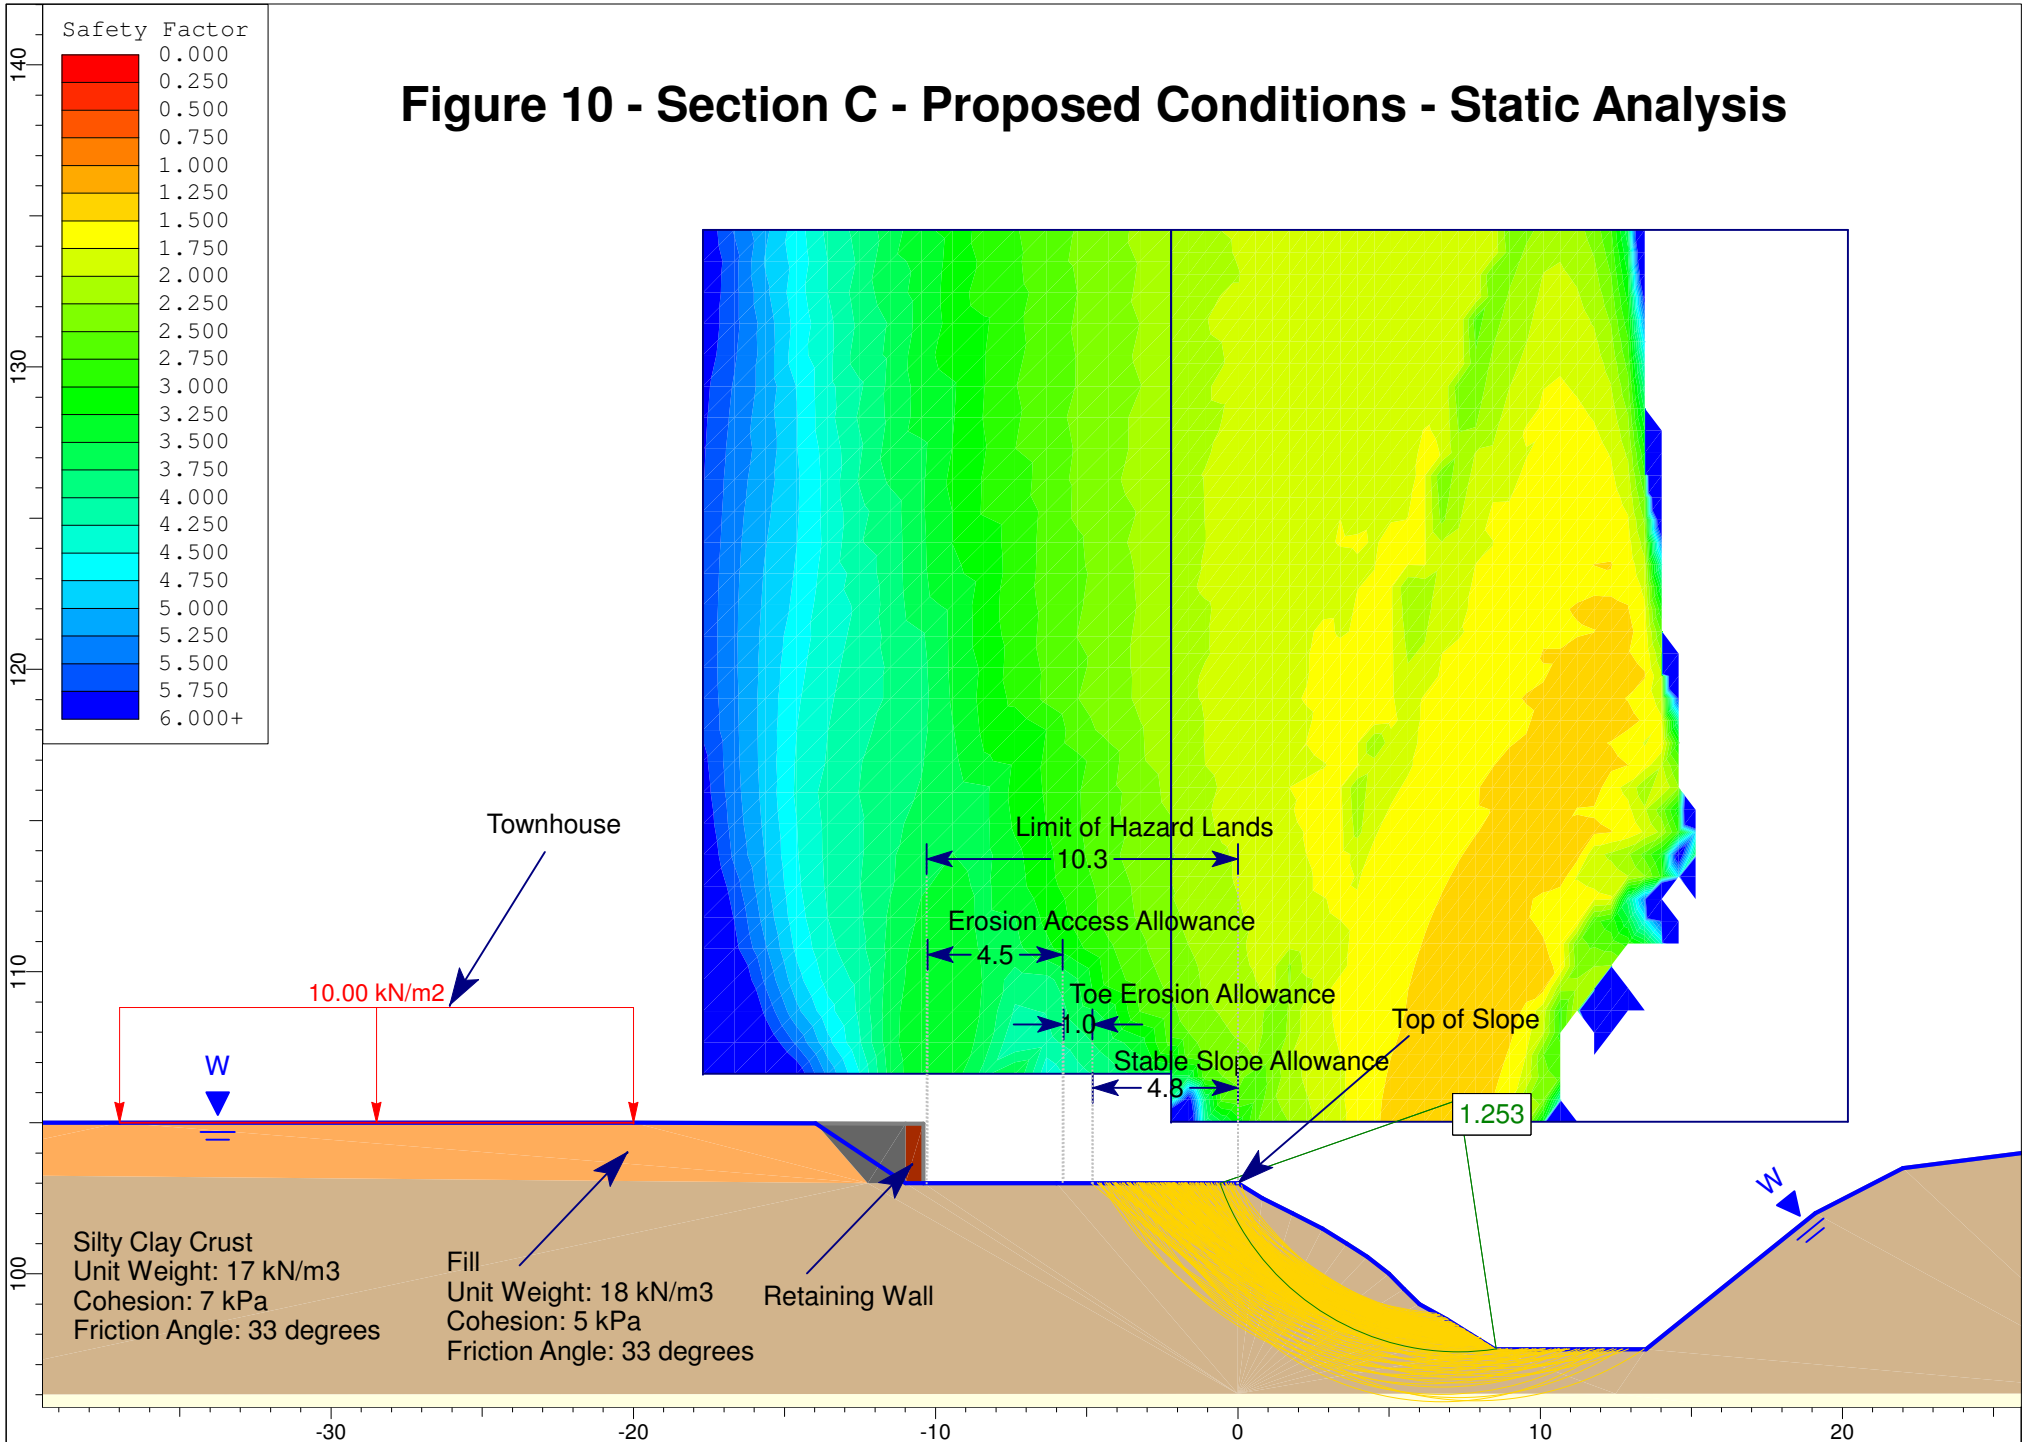 Safety Factor
0.000
0.250
0.500
0.750
1.000
1.250
1.500
1.750
2.000
2.250
2.500
2.750
3.000
3.250
3.500
3.750
4.000
4.250
4.500
4.750
5.000
5.250
5.500
5.750
6.000+
Figure 10 - Section C - Proposed Conditions - Static Analysis
140
130
120
110
100
Townhouse
10.00 kN/m2
W
Limit of Hazard Lands
10.3
Erosion Access Allowance
4.5
Toe Erosion Allowance
1.0
Top of Slope
Stable Slope Allowance
4.8
1.253
W
Silty Clay Crust
Unit Weight: 17 kN/m3
Cohesion: 7 kPa
Friction Angle: 33 degrees
Fill
Unit Weight: 18 kN/m3
Cohesion: 5 kPa
Friction Angle: 33 degrees
Retaining Wall
-30
-20
-10
0
10
20